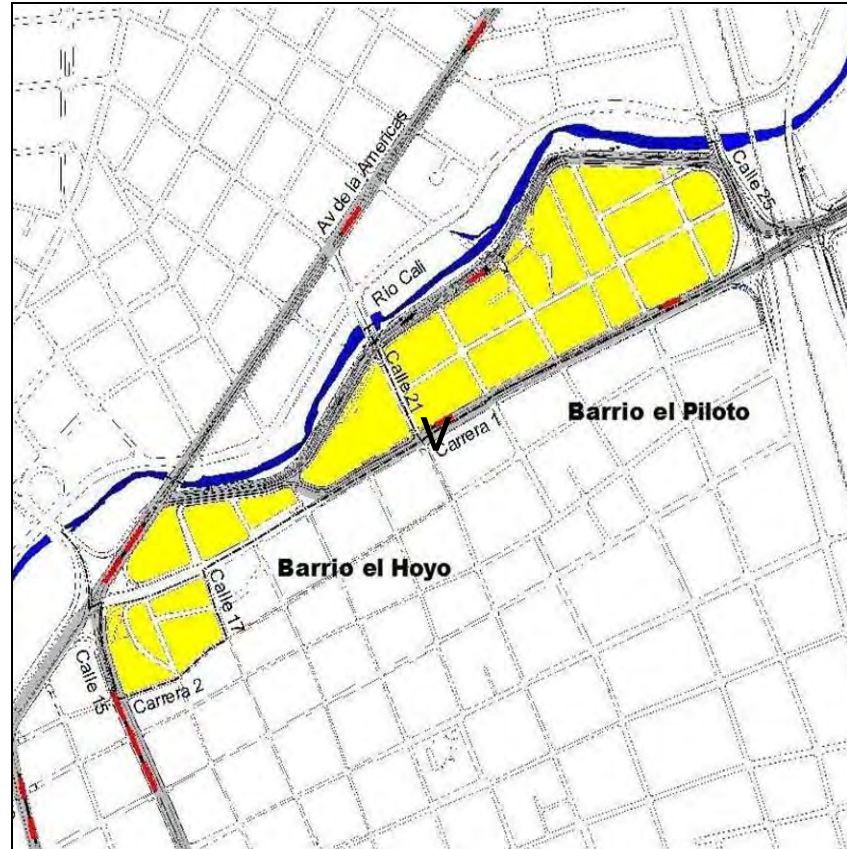 Av de la Americas
Calle 25
Río Cali
Calle 21
V
Carrera 1
Barrio el Piloto
Barrio el Hoyo
Calle 17
Calle 15
Carrera 2